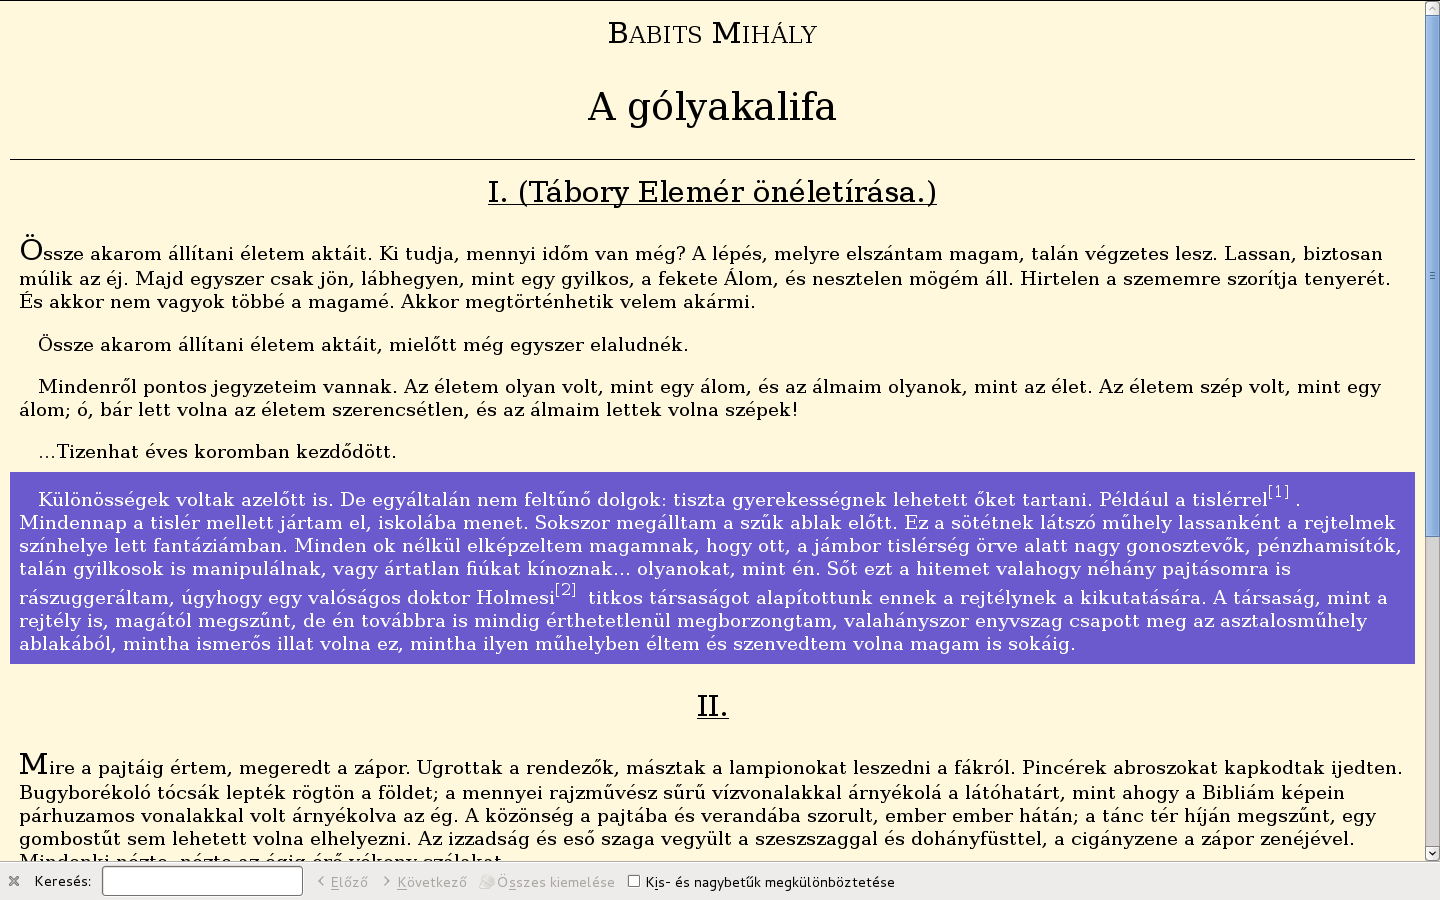 Babits Mihály
A gólyakalifa
I. (Tábory Elemér önéletírása.)
Össze akarom állítani életem aktáit. Ki tudja, mennyi időm van még? A lépés, melyre elszántam magam, talán végzetes lesz. Lassan, biztosan
múlik az éj. Majd egyszer csak jön, lábhegyen, mint egy gyilkos, a fekete Álom, és nesztelen mögém áll. Hirtelen a szememre szorítja tenyerét.
És akkor nem vagyok többé a magamé. Akkor megtörténhetik velem akármi.
Össze akarom állítani életem aktáit, mielőtt még egyszer elaludnék.
Mindenről pontos jegyzeteim vannak. Az életem olyan volt, mint egy álom, és az álmaim olyanok, mint az élet. Az életem szép volt, mint egy
álom; ó, bár lett volna az életem szerencsétlen, és az álmaim lettek volna szépek!
...Tizenhat éves koromban kezdődött.
Különösségek voltak azelőtt is. De egyáltalán nem feltűnő dolgok: tiszta gyerekességnek lehetett őket tartani. Például a tislérrel[1] .
Mindennap a tislér mellett jártam el, iskolába menet. Sokszor megálltam a szűk ablak előtt. Ez a sötétnek látszó műhely lassanként a rejtelmek
színhelye lett fantáziámban. Minden ok nélkül elképzeltem magamnak, hogy ott, a jámbor tislérség örve alatt nagy gonosztevők, pénzhamisítók,
talán gyilkosok is manipulálnak, vagy ártatlan fiúkat kínoznak... olyanokat, mint én. Sőt ezt a hitemet valahogy néhány pajtásomra is
rászuggeráltam, úgyhogy egy valóságos doktor Holmesi[2] titkos társaságot alapítottunk ennek a rejtélynek a kikutatására. A társaság, mint a
rejtély is, magától megszűnt, de én továbbra is mindig érthetetlenül megborzongtam, valahányszor enyvszag csapott meg az asztalosműhely
ablakából, mintha ismerős illat volna ez, mintha ilyen műhelyben éltem és szenvedtem volna magam is sokáig.
II.
Mire a pajtáig értem, megeredt a zápor. Ugrottak a rendezők, másztak a lampionokat leszedni a fákról. Pincérek abroszokat kapkodtak ijedten.
Bugyborékoló tócsák lepték rögtön a földet; a mennyei rajzművész sűrű vízvonalakkal árnyékolá a látóhatárt, mint ahogy a Bibliám képein
párhuzamos vonalakkal volt árnyékolva az ég. A közönség a pajtába és verandába szorult, ember ember hátán; a tánc tér híján megszűnt, egy
gombostűt sem lehetett volna elhelyezni. Az izzadság és eső szaga vegyült a szeszszaggal és dohányfüsttel, a cigányzene a zápor zenéjével.
Mindenki nézte, nézte az égig érő vékony szálakat.
Keresés: Előző Következő Összes kiemelése Kis- és nagybetűk megkülönböztetése